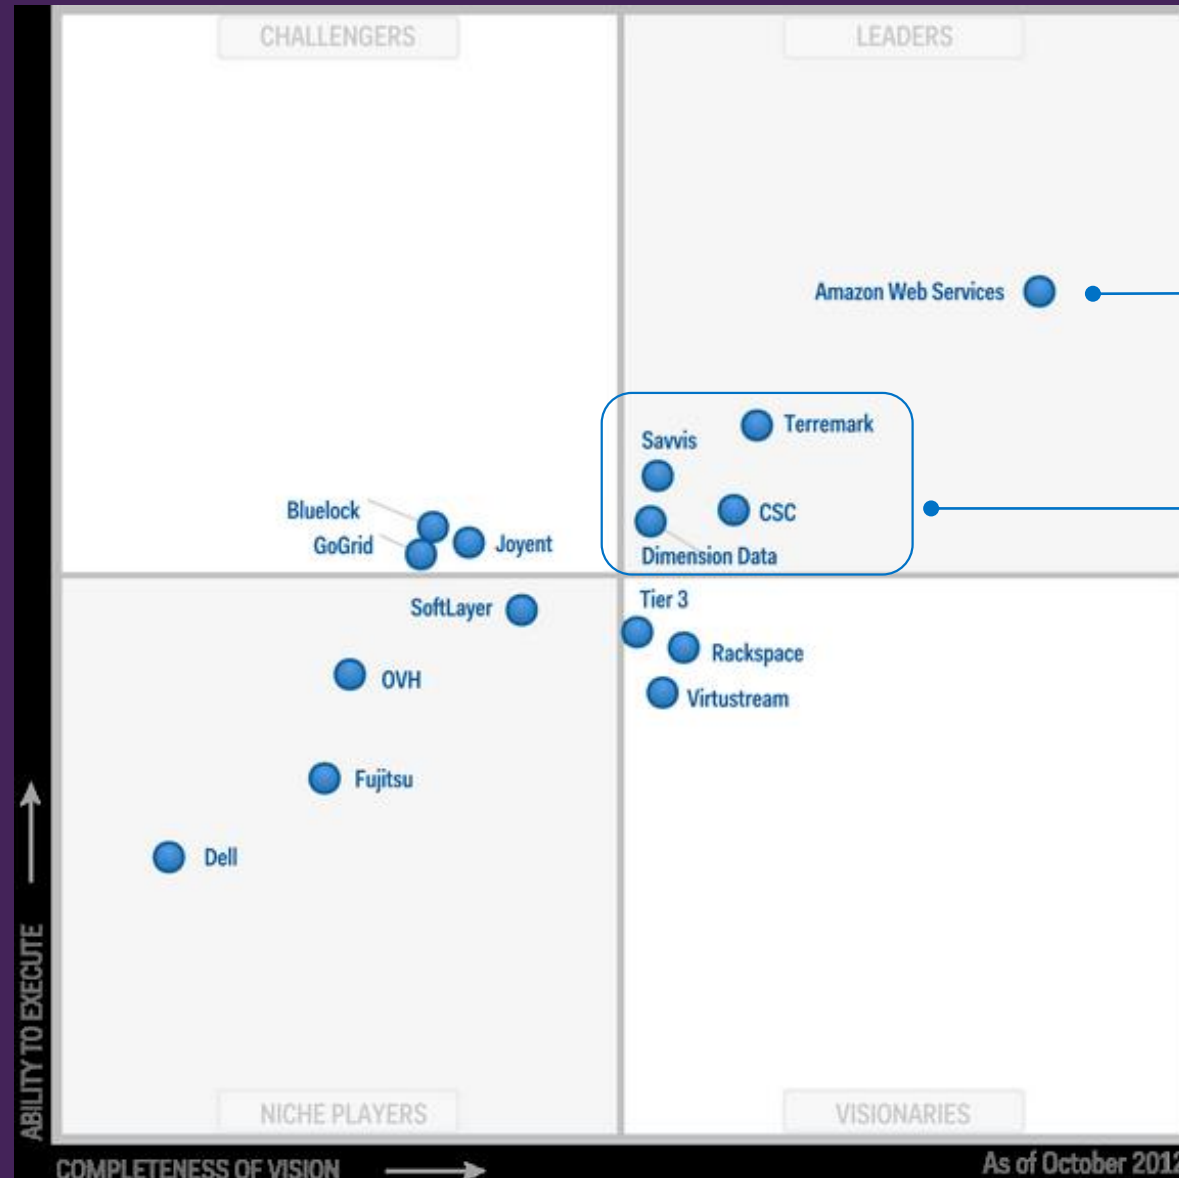 CHALLENGERS
LEADERS
Amazon Web Services
Terremark
Savvis
CSC
Dimension Data
Bluelock
GoGrid
Joyent
SoftLayer
Tier 3
Rackspace
OVH
Virtustream
Fujitsu
Dell
NICHE PLAYERS
VISIONARIES
ABILITY TO EXECUTE
COMPLETENESS OF VISION
As of October 2012